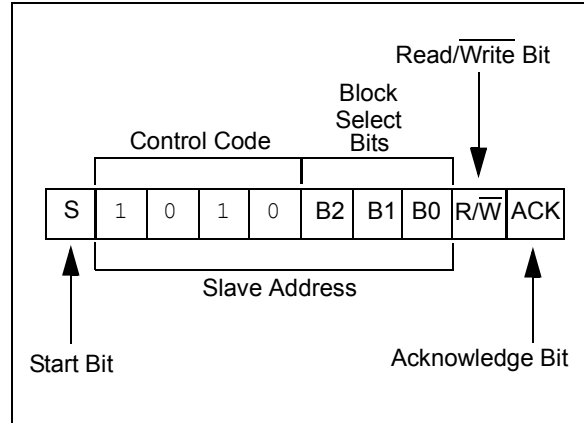 Read/Write Bit
Block
Select
Bits
Control Code
S 1 0 1 0 B2 B1 B0 R/W ACK
Slave Address
Start Bit
Acknowledge Bit